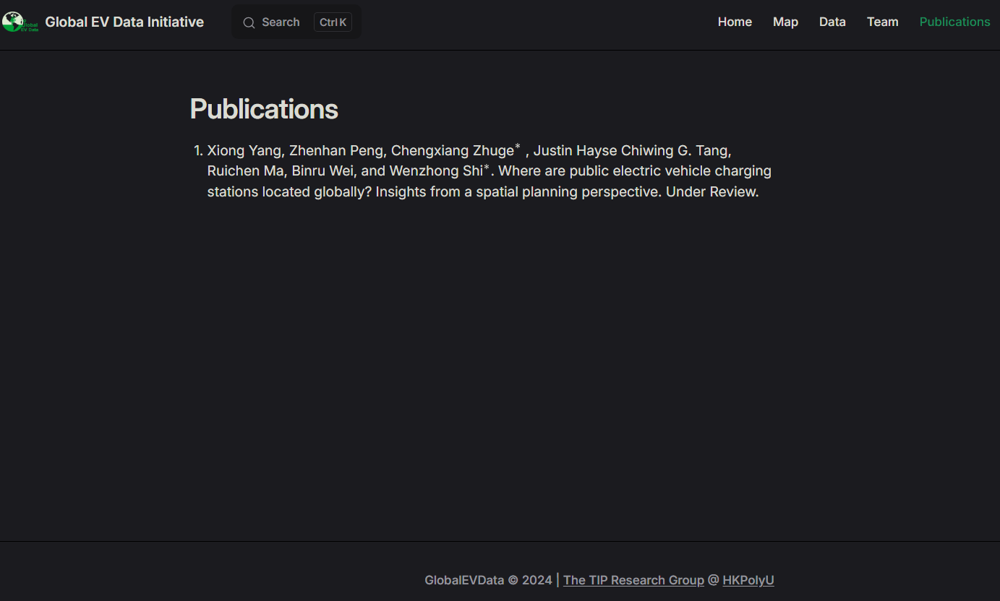 Global EV Data
Global EV Data Initiative
Search
Ctrl K
Home
Map
Data
Team
Publications
Publications
1. Xiong Yang, Zhenhan Peng, Chengxiang Zhuge* , Justin Hayse Chiwing G. Tang,
Ruichen Ma, Binru Wei, and Wenzhong Shi*. Where are public electric vehicle charging
stations located globally? Insights from a spatial planning perspective. Under Review.
GlobalEVData © 2024 | The TIP Research Group @ HKPolyU